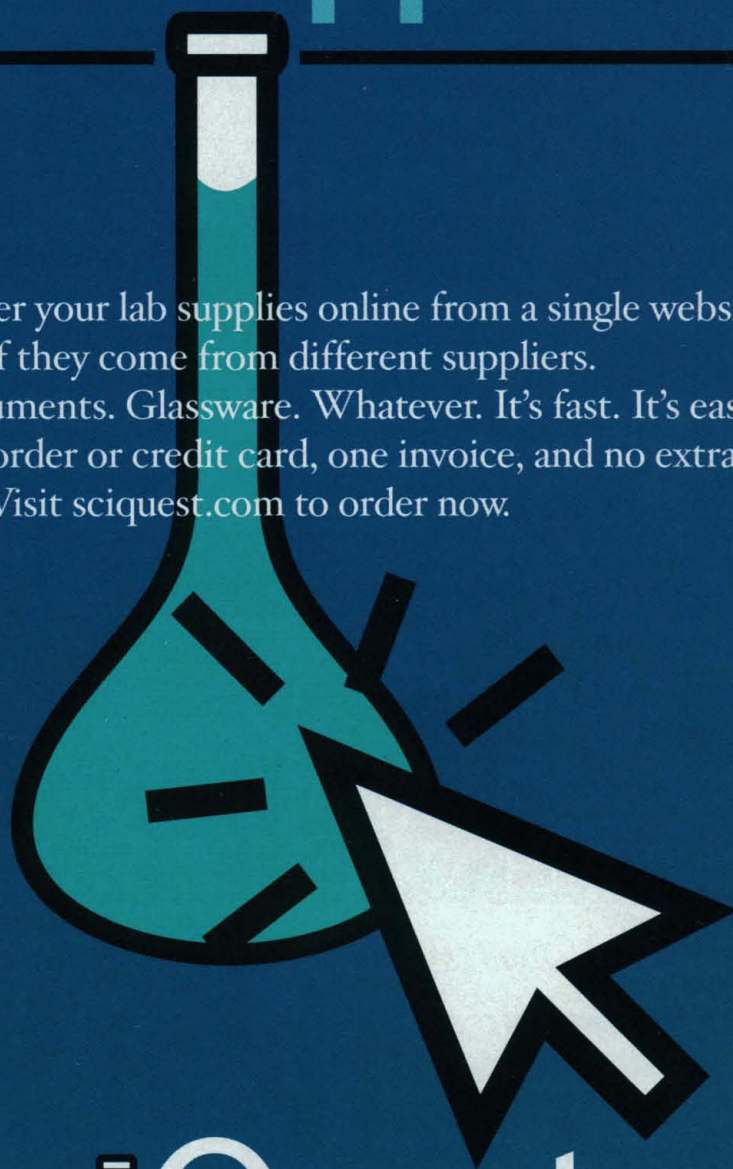 er your lab supplies online from a single webs
f they come from different suppliers.
uments. Glassware. Whatever. It's fast. It's eas
order or credit card, one invoice, and no extra
Visit sciquest.com to order now.